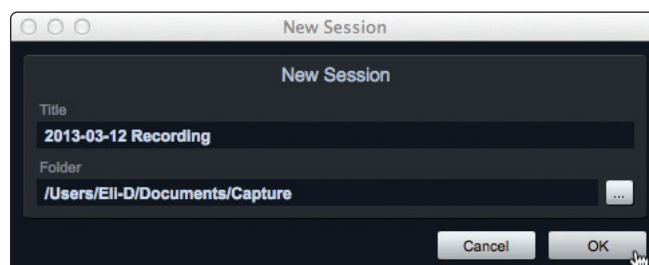 New Session
New Session
Title
2013-03-12 Recording
Folder
/Users/Eli-D/Documents/Capture
...
Cancel
OK